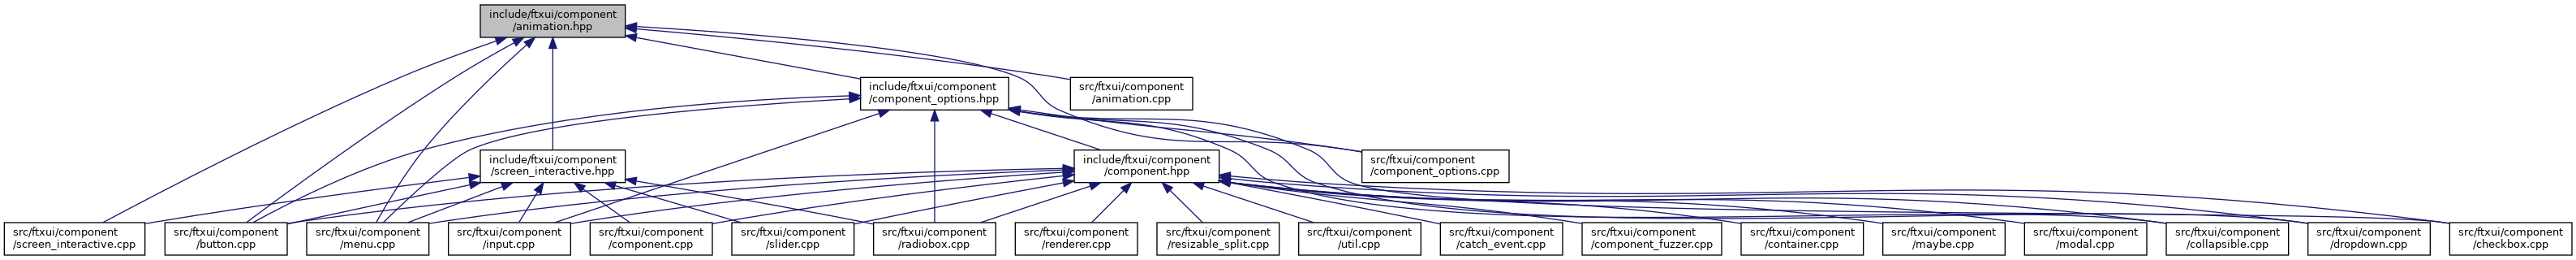 include/ftxui/component
/animation.hpp
include/ftxui/component
/component_options.hpp
src/ftxui/component
/animation.cpp
include/ftxui/component
/screen_interactive.hpp
include/ftxui/component
/component.hpp
src/ftxui/component
/component_options.cpp
src/ftxui/component
/screen_interactive.cpp
src/ftxui/component
/button.cpp
src/ftxui/component
/menu.cpp
src/ftxui/component
/input.cpp
src/ftxui/component
/component.cpp
src/ftxui/component
/slider.cpp
src/ftxui/component
/radiobox.cpp
src/ftxui/component
/renderer.cpp
src/ftxui/component
/resizable_split.cpp
src/ftxui/component
/util.cpp
src/ftxui/component
/catch_event.cpp
src/ftxui/component
/component_fuzzer.cpp
src/ftxui/component
/container.cpp
src/ftxui/component
/maybe.cpp
src/ftxui/component
/modal.cpp
src/ftxui/component
/collapsible.cpp
src/ftxui/component
/dropdown.cpp
src/ftxui/component
/checkbox.cpp